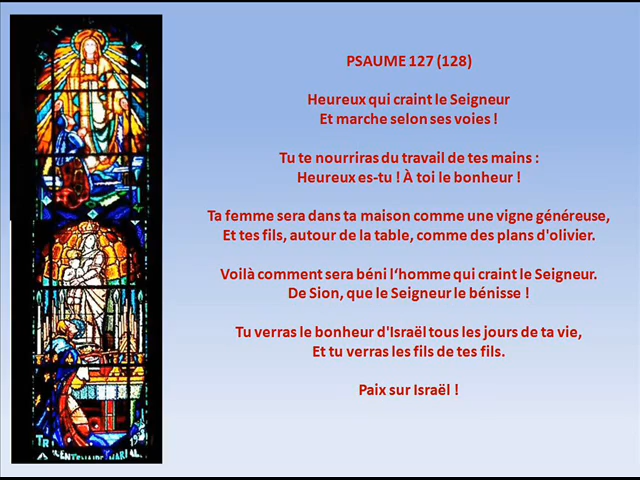 PSAUME 127 (128)
Heureux qui craint le Seigneur
Et marche selon ses voies !
Tu te nourriras du travail de tes mains :
Heureux es-tu ! À toi le bonheur !
Ta femme sera dans ta maison comme une vigne généreuse,
Et tes fils, autour de la table, comme des plans d'olivier.
Voilà comment sera béni l‘homme qui craint le Seigneur.
De Sion, que le Seigneur le bénisse !
Tu verras le bonheur d'Israël tous les jours de ta vie,
Et tu verras les fils de tes fils.
Paix sur Israël !
TR